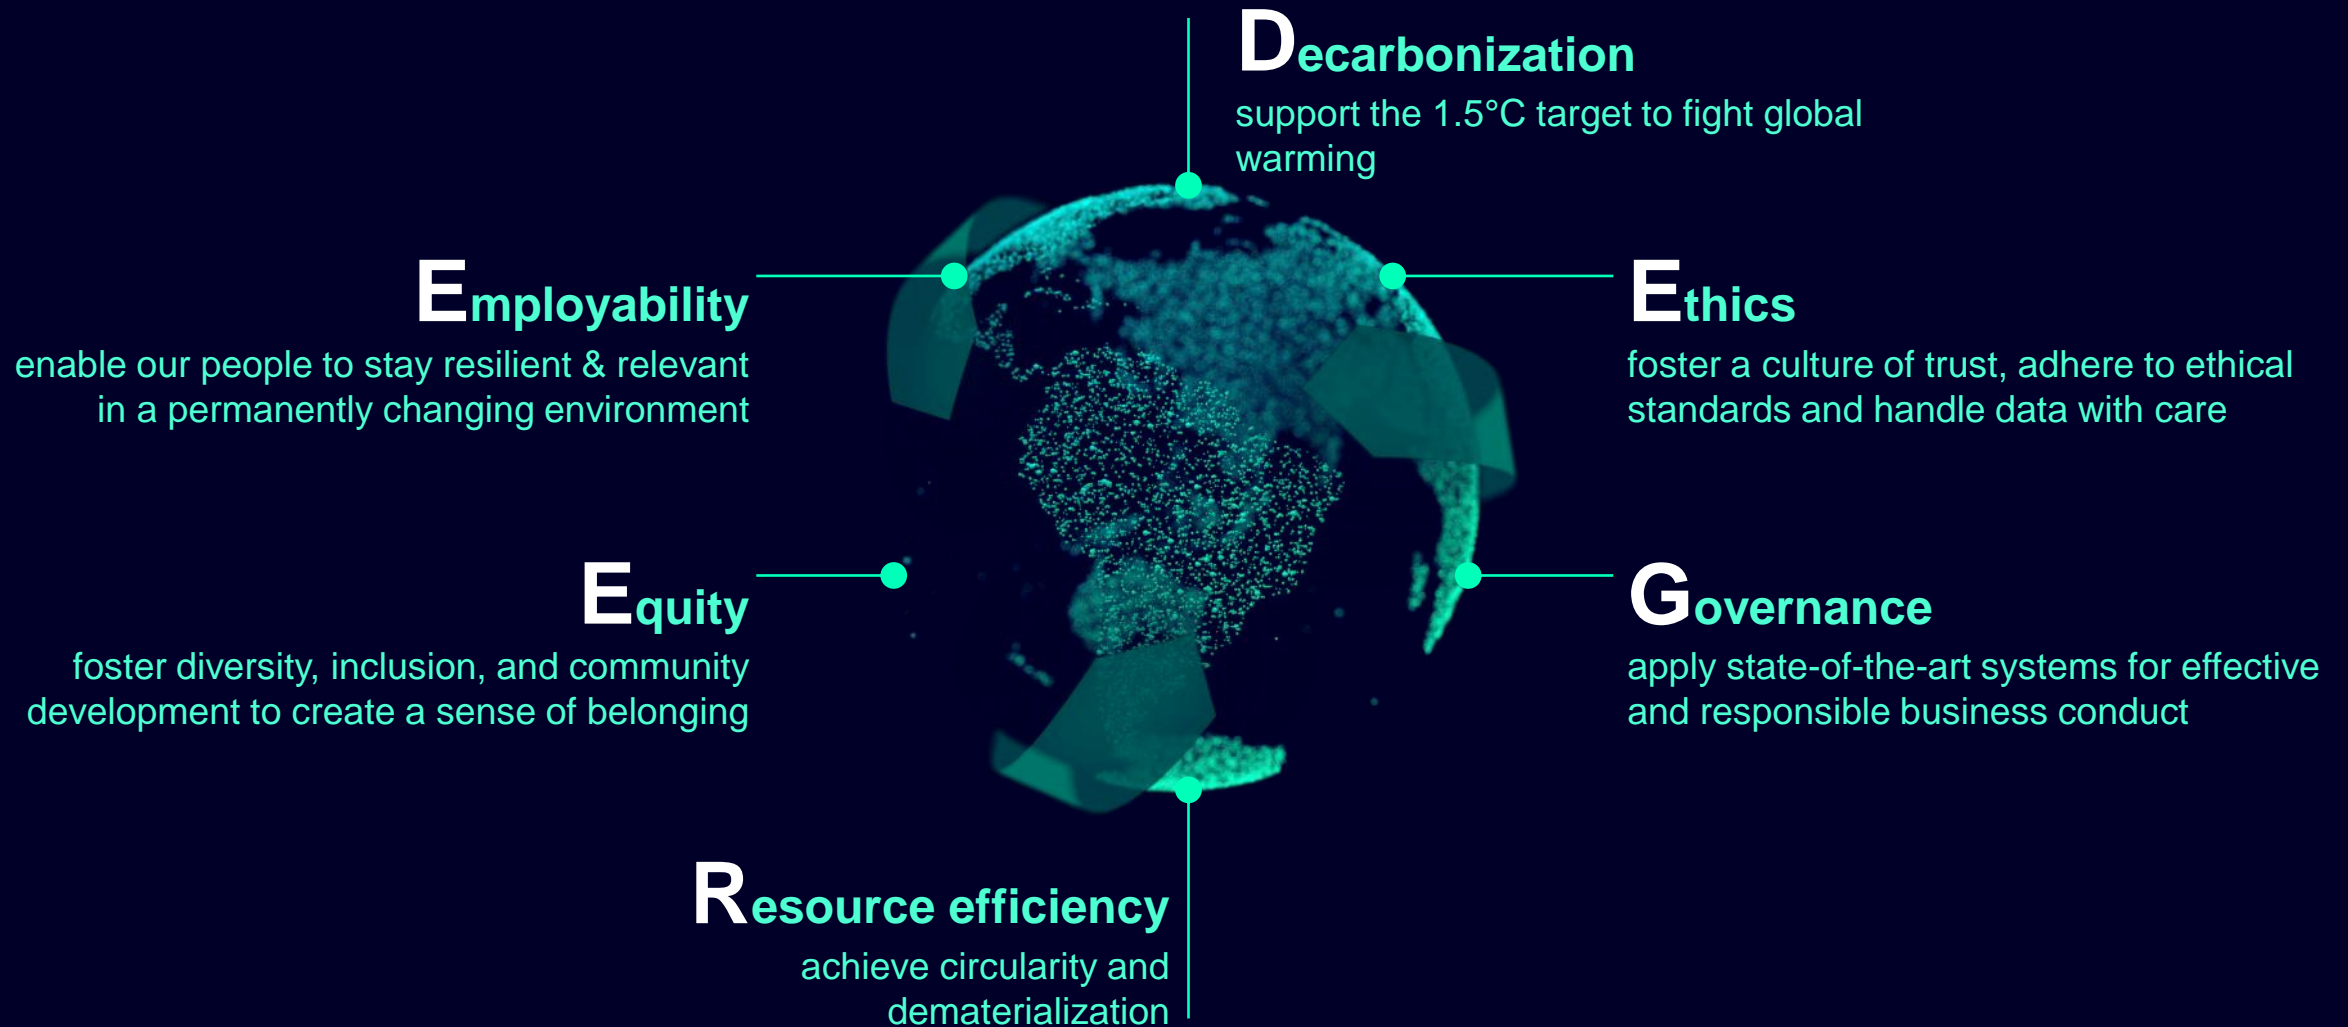 Decarbonization
support the 1.5°C target to fight global
warming
Ethics
foster a culture of trust, adhere to ethical
standards and handle data with care
Governance
apply state-of-the-art systems for effective
and responsible business conduct
Resource efficiency
achieve circularity and
dematerialization
Equity
foster diversity, inclusion, and community
development to create a sense of belonging
Employability
enable our people to stay resilient & relevant
in a permanently changing environment